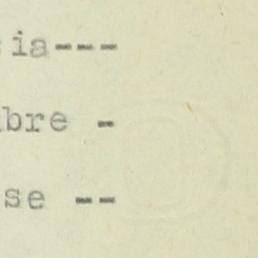 ia---
bre -
se --